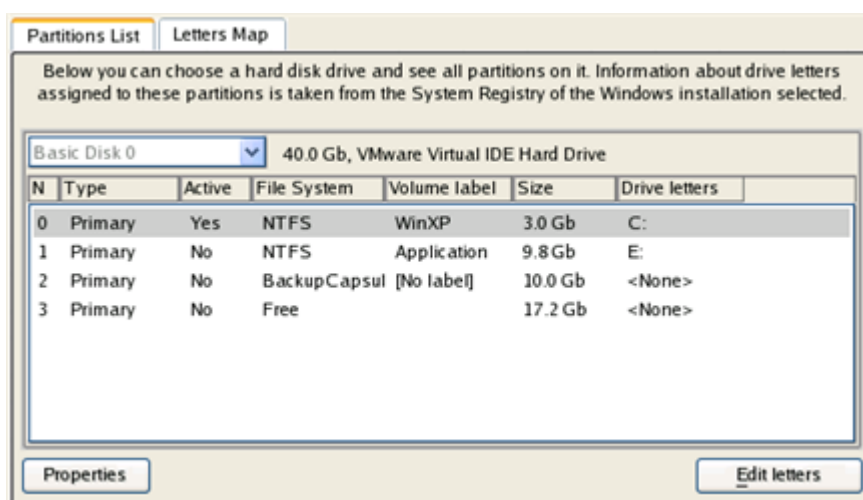 Partitions List Letters Map
Below you can choose a hard disk drive and see all partitions on it. Information about drive letters
assigned to these partitions is taken from the System Registry of the Windows installation selected.
Basic Disk 0 40.0 Gb, VMware Virtual IDE Hard Drive
N Type Active File System Volume label Size Drive letters
0 Primary Yes NTFS WinXP 3.0 Gb C:
1 Primary No NTFS Application 9.8 Gb E:
2 Primary No BackupCapsul [No label] 10.0 Gb <None>
3 Primary No Free 17.2 Gb <None>
Properties Edit letters